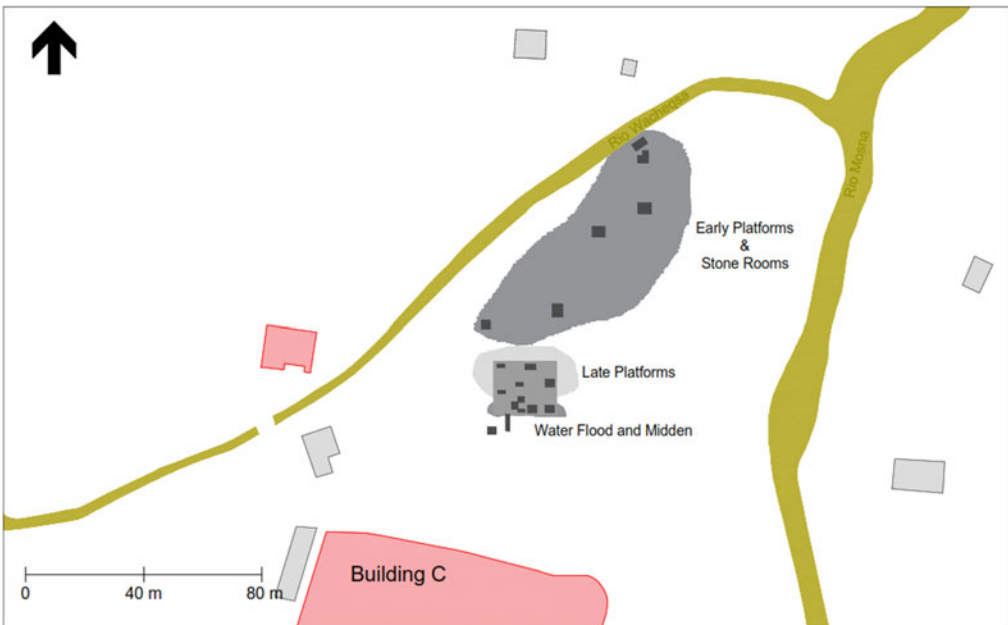 Rio Wacheqsa
Rio Mosna
Early Platforms
&
Stone Rooms
Late Platforms
Water Flood and Midden
Building C
0 40 m 80 m